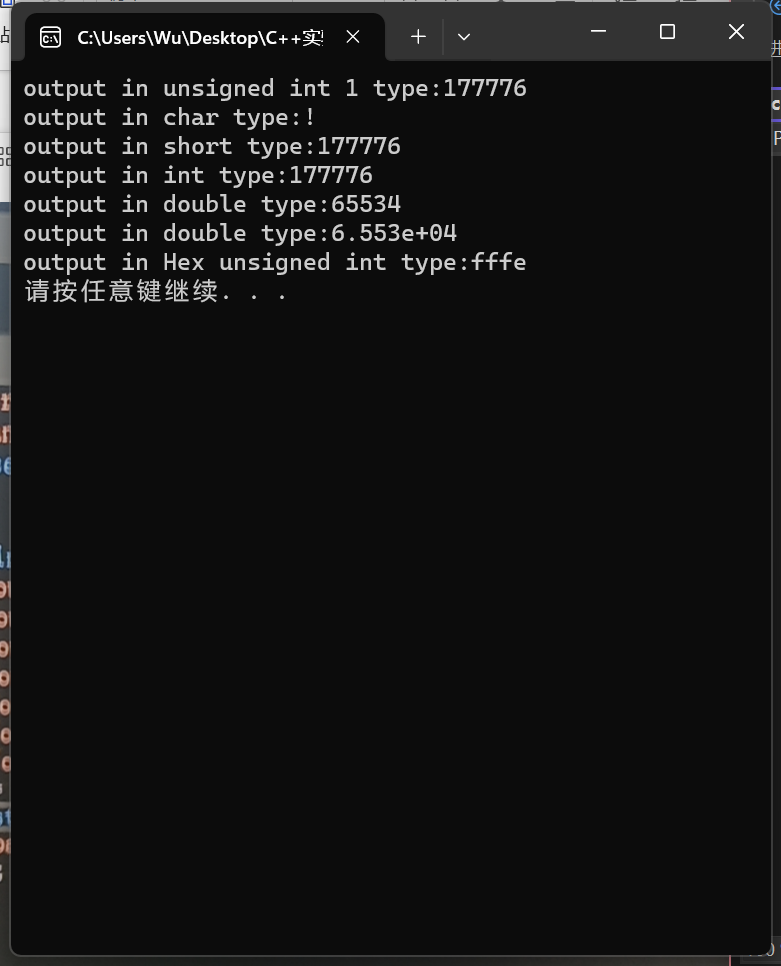 C:\Users\Wu\Desktop\C++实
output in unsigned int 1 type:177776
output in char type:!
output in short type:177776
output in int type:177776
output in double type:65534
output in double type:6.553e+04
output in Hex unsigned int type:fffe
请按任意键继续. . .